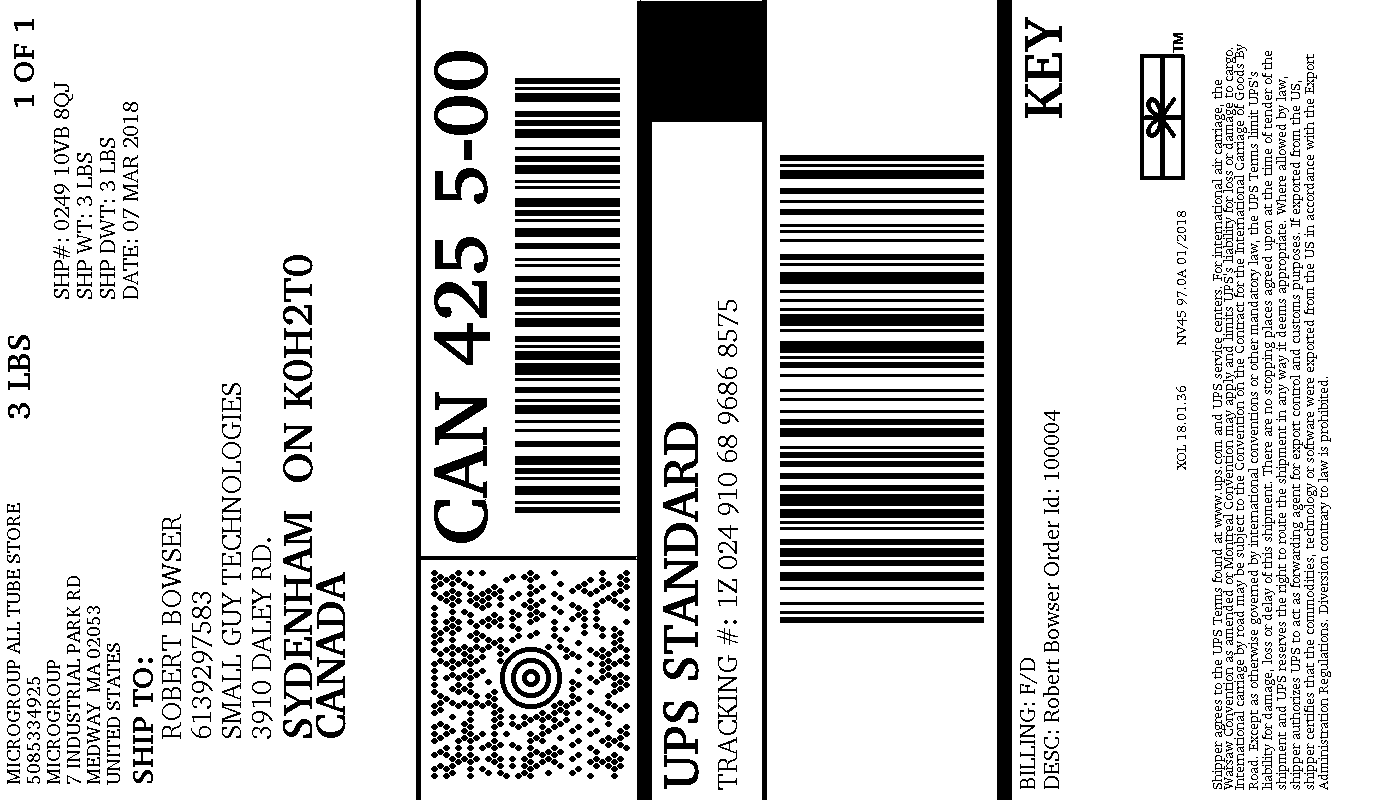 MICROGROUP ALL TUBE STORE
5085334925
MICROGROUP
7 INDUSTRIAL PARK RD
MEDWAY MA 02053
UNITED STATES
3 LBS
1 OF 1
SHP#: 0249 10VB 8QJ
SHP WT: 3 LBS
SHP DWT: 3 LBS
DATE: 07 MAR 2018
SHIP TO:
ROBERT BOWSER
6139297583
SMALL GUY TECHNOLOGIES
3910 DALEY RD.
SYDENHAM ON K0H2T0
CANADA
CAN 425 5-00
UPS STANDARD
TRACKING #: 1Z 024 910 68 9686 8575
BILLING: F/D
DESC: Robert Bowser Order Id: 100004
KEY
XOL 18.01.36 NV45 97.0A 01/2018
TM
Shipper agrees to the UPS Terms found at www.ups.com and UPS service centers. For international air carriage, the
Warsaw Convention as amended or Montreal Convention may apply and limits UPS's liability for loss or damage to cargo.
International carriage by road may be subject to the Convention on the Contract for the International Carriage of Goods By
Road. Except as otherwise governed by international conventions or other mandatory law, the UPS Terms limit UPS's
liability for damage, loss or delay of this shipment. There are no stopping places agreed upon at the time of tender of the
shipment and UPS reserves the right to route the shipment in any way it deems appropriate. Where allowed by law,
shipper authorizes UPS to act as forwarding agent for export control and customs purposes. If exported from the US,
shipper certifies that the commodities, technology or software were exported from the US in accordance with the Export
Administration Regulations. Diversion contrary to law is prohibited.